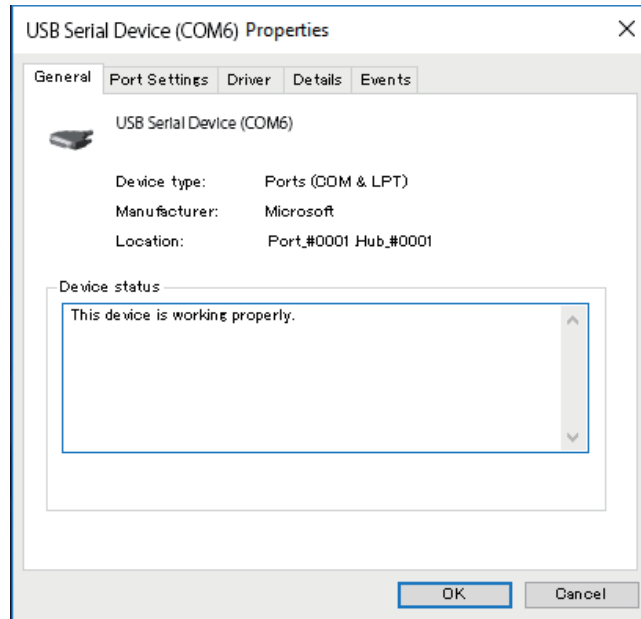 USB Serial Device (COM6) Properties
General Port Settings Driver Details Events
USB Serial Device (COM6)
Device type: Ports (COM & LPT)
Manufacturer: Microsoft
Location: Port_#0001.Hub_#0001
Device status
This device is working properly.
OK Cancel